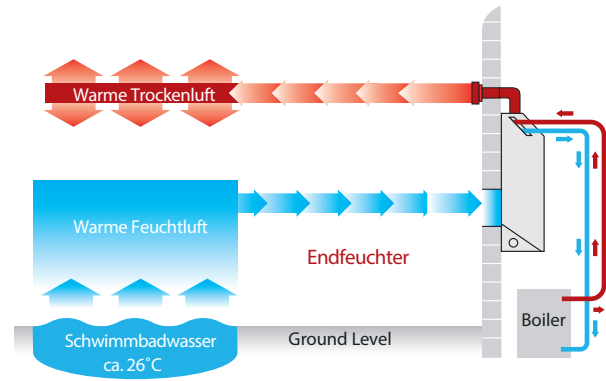 Warme Trockenluft
Warme Feuchtluft
Endfeuchter
Schwimmbadwasser
ca. 26°C
Ground Level
Boiler